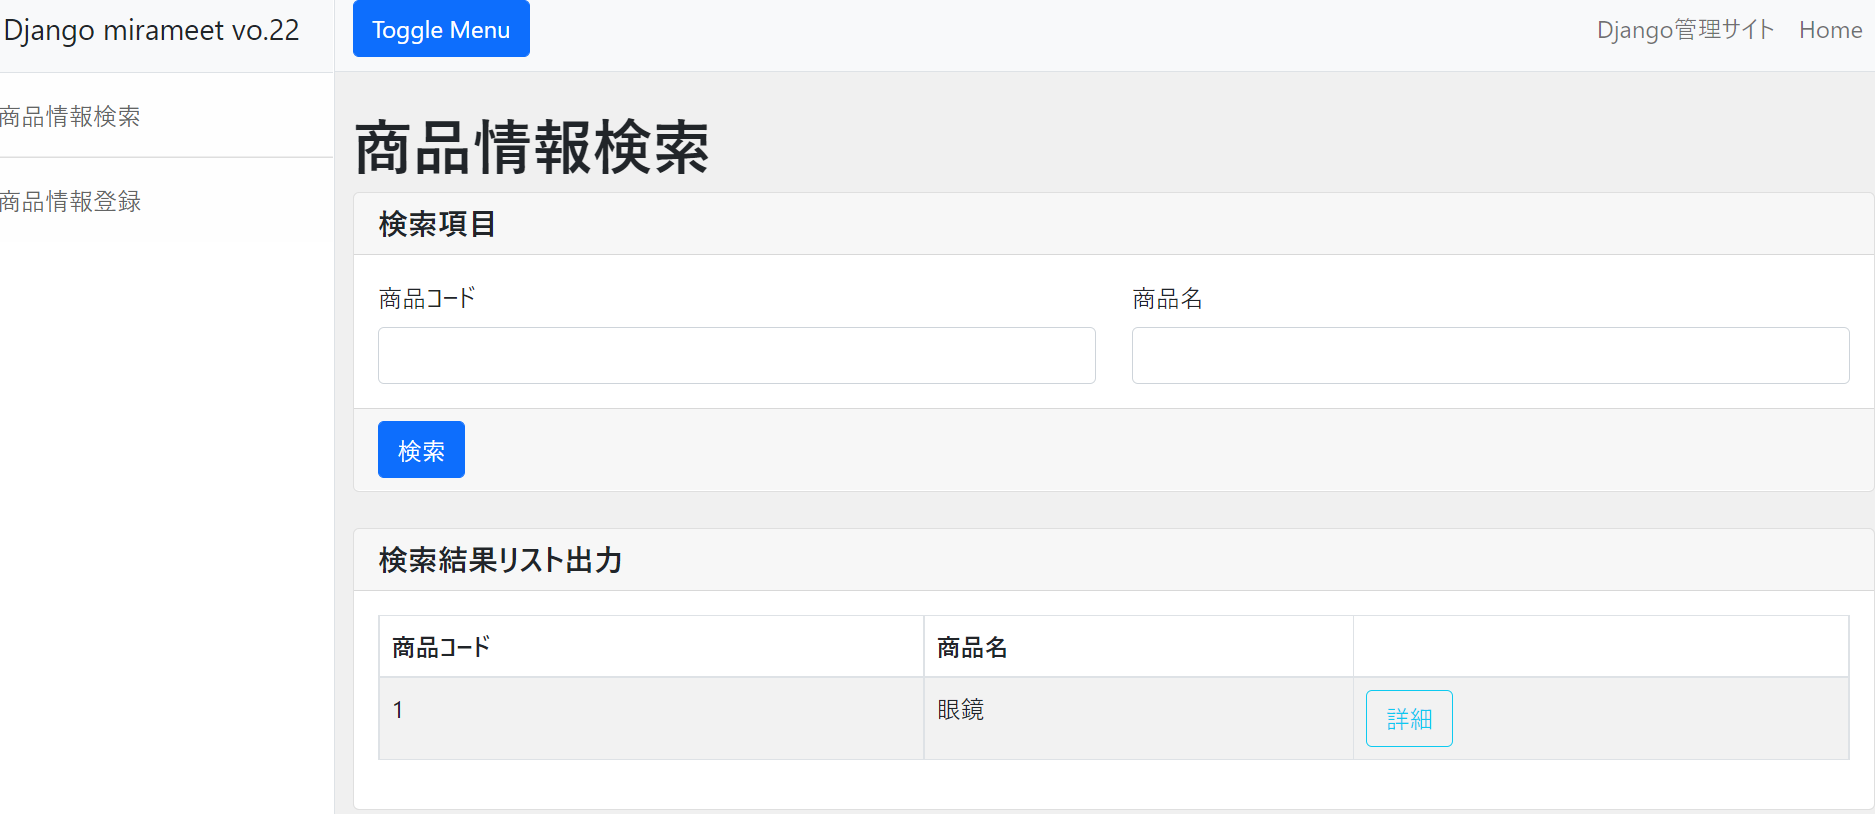 Django mirameet vo.22
Toggle Menu
Django管理サイト
Home
商品情報検索
商品情報登録
商品情報検索
検索項目
商品コード
商品名
検索
検索結果リスト出力
商品コード
商品名
1
眼鏡
詳細